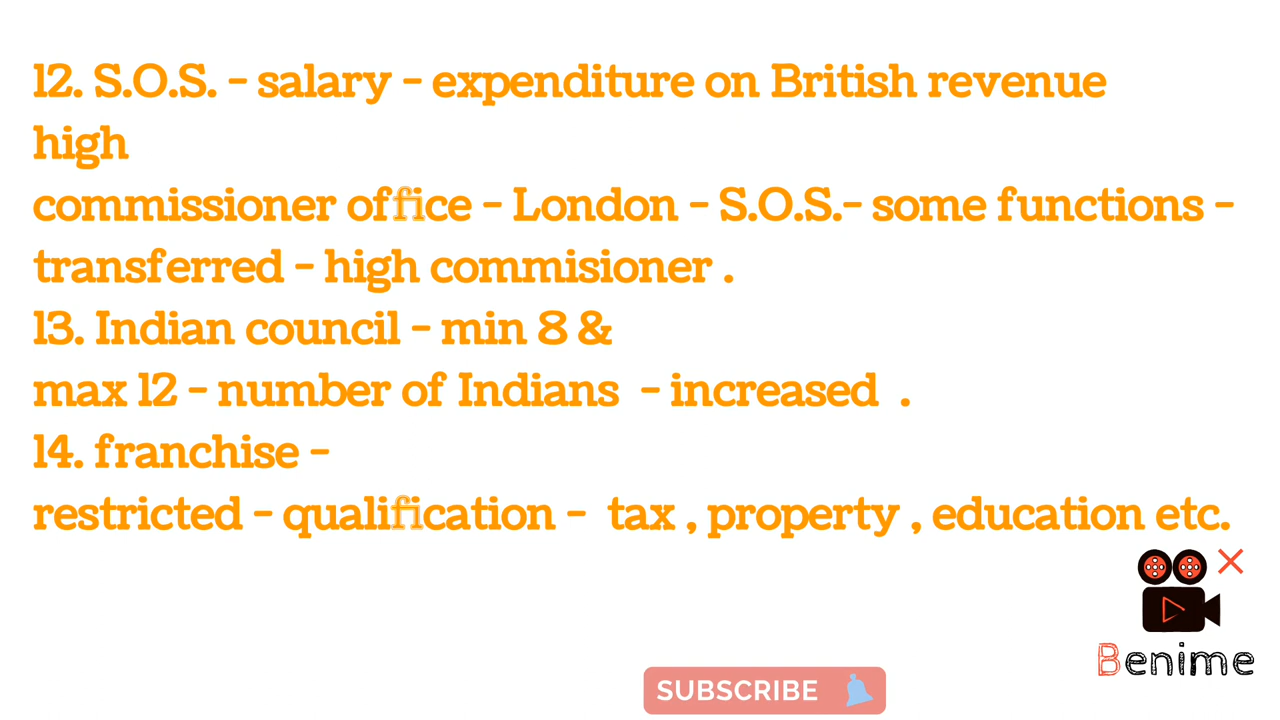 12. S.O.S. - salary - expenditure on British revenue
high
commissioner office - London - S.O.S.- some functions -
transferred - high commisioner .
13. Indian council - min 8 &
max 12 - number of Indians - increased .
14. franchise -
restricted - qualification - tax , property , education etc.
Benime
SUBSCRIBE